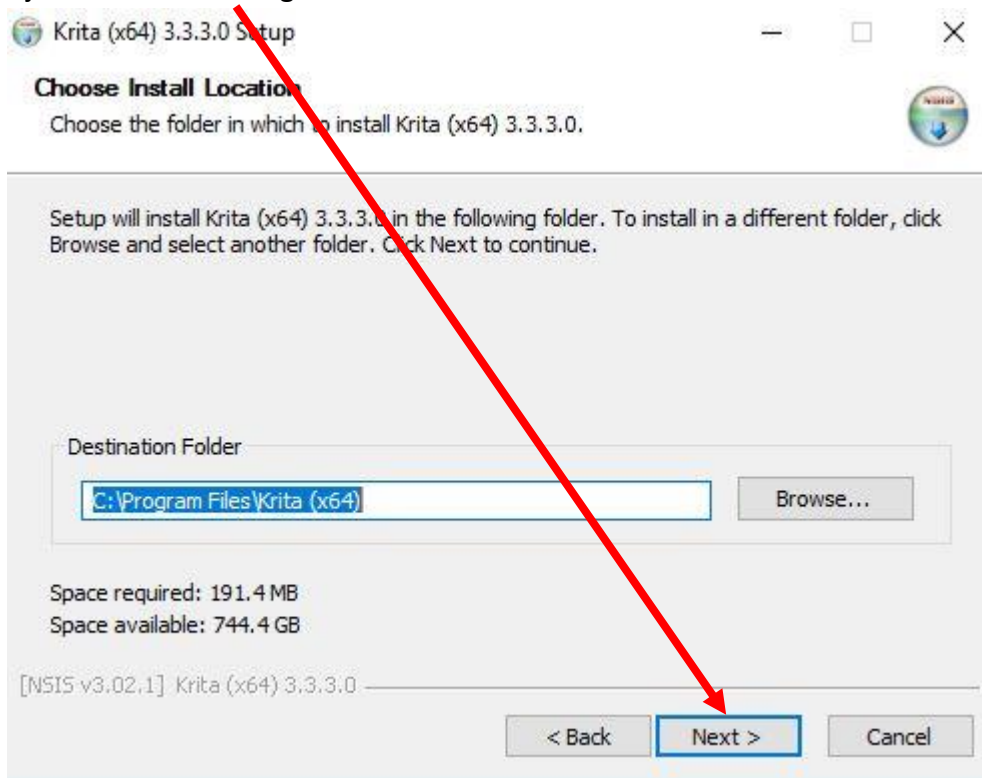 Krita (x64) 3.3.3.0 Setup
Choose Install Location
Choose the folder in which to install Krita (x64) 3.3.3.0.
Setup will install Krita (x64) 3.3.3.0 in the following folder. To install in a different folder, click
Browse and select another folder. Click Next to continue.
Destination Folder
C:\Program Files\Krita (x64)
Browse...
Space required: 191.4 MB
Space available: 744.4 GB
[NSIS v3.02.1] Krita (x64) 3.3.3.0
< Back
Next >
Cancel